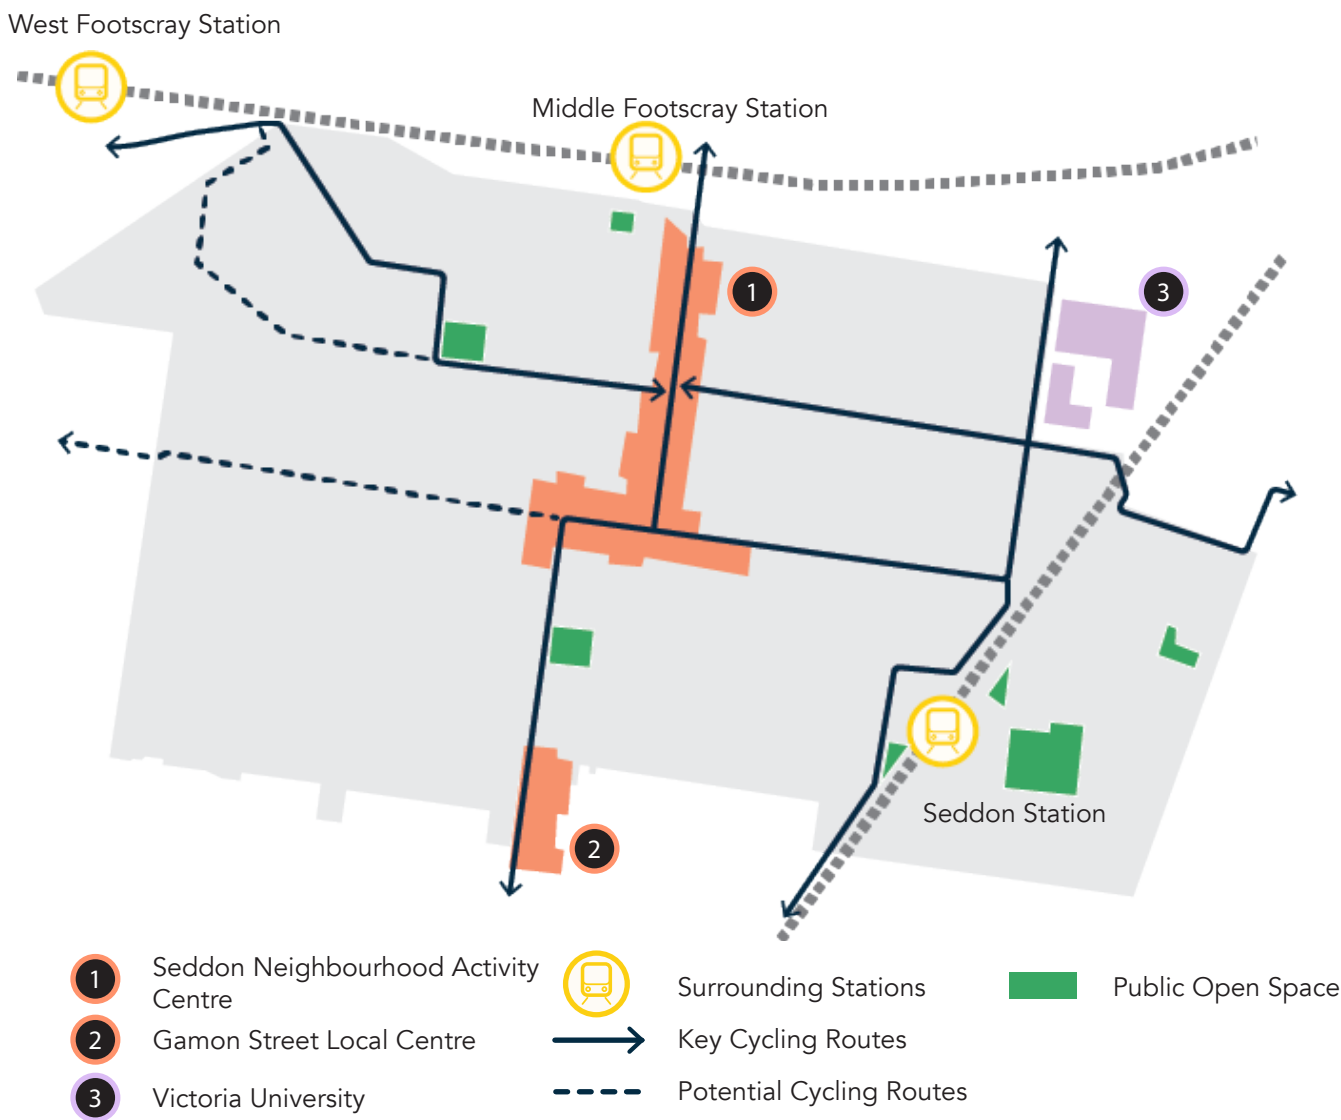 West Footscray Station
Middle Footscray Station
1
3
Seddon Station
2
1
Seddon Neighbourhood Activity
Centre
Surrounding Stations
Public Open Space
2
Gamon Street Local Centre
Key Cycling Routes
3
Victoria University
Potential Cycling Routes